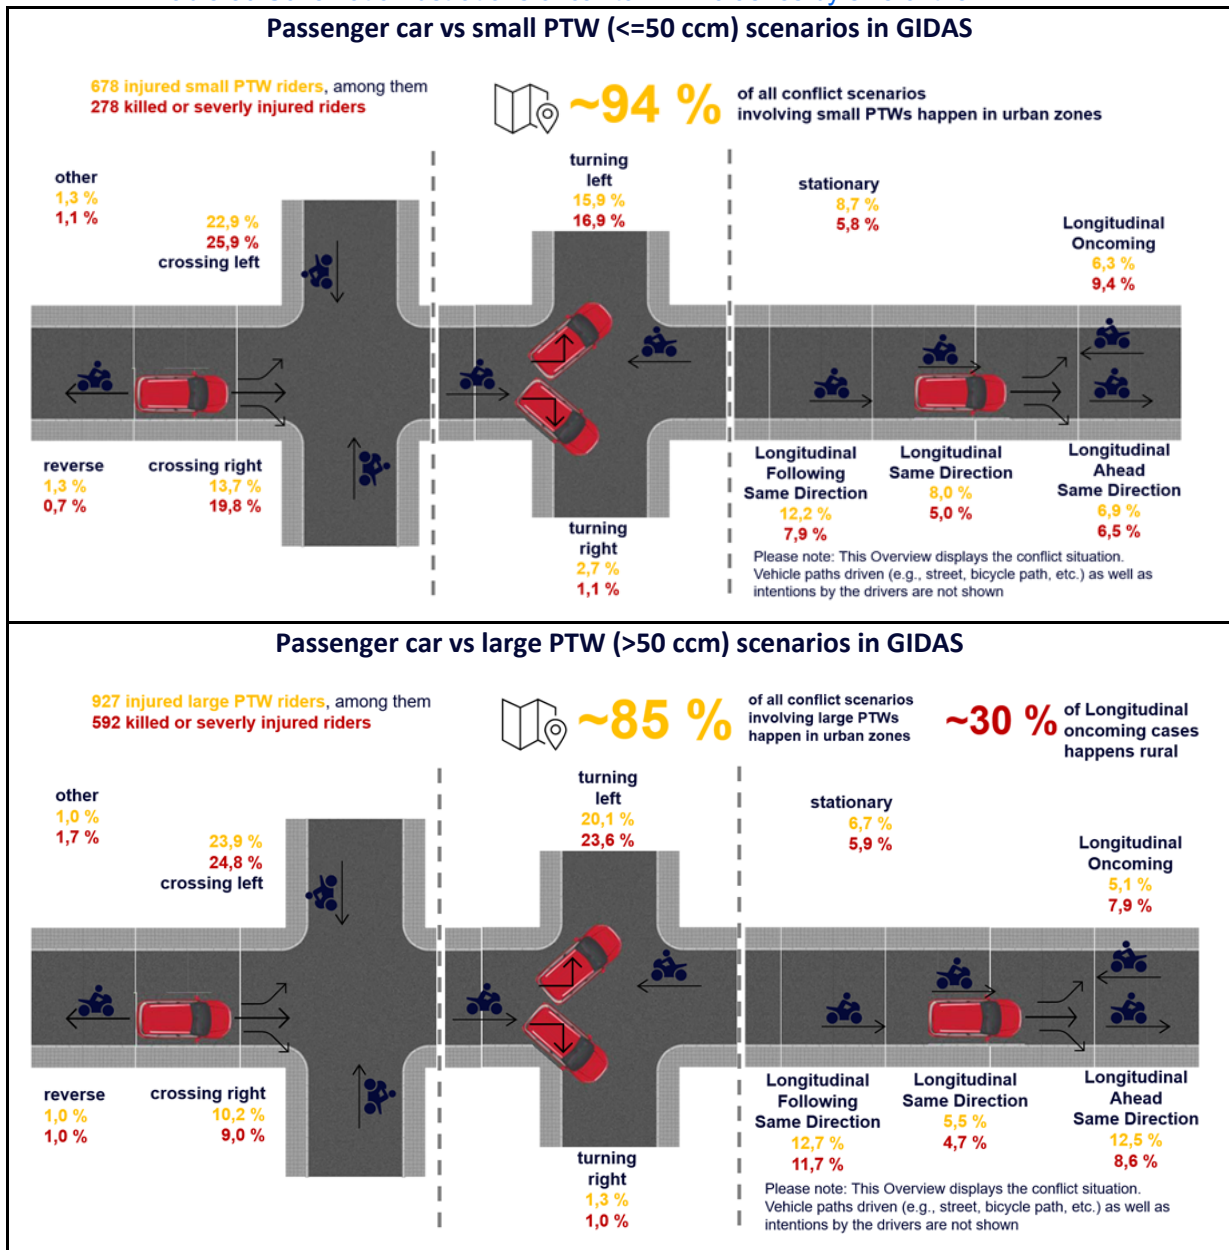 Passenger car vs small PTW (<=50 ccm) scenarios in GIDAS
678 injured small PTW riders, among them
278 killed or severly injured riders
~94 %
of all conflict scenarios
involving small PTWs happen in urban zones
other
1,3 %
1,1 %
22,9 %
25,9 %
crossing left
turning
left
15,9 %
16,9 %
stationary
8,7 %
5,8 %
Longitudinal
Oncoming
6,3 %
9,4 %
reverse
1,3 %
0,7 %
crossing right
13,7 %
19,8 %
turning
right
2,7 %
1,1 %
Longitudinal
Following
Same Direction
12,2 %
7,9 %
Longitudinal
Same Direction
8,0 %
5,0 %
Longitudinal
Ahead
Same Direction
6,9 %
6,5 %
Please note: This Overview displays the conflict situation.
Vehicle paths driven (e.g., street, bicycle path, etc.) as well as
intentions by the drivers are not shown
Passenger car vs large PTW (>50 ccm) scenarios in GIDAS
927 injured large PTW riders, among them
592 killed or severly injured riders
~85 %
of all conflict scenarios
involving large PTWs
happen in urban zones
~30 %
of Longitudinal
oncoming cases
happens rural
other
1,0 %
1,7 %
23,9 %
24,8 %
crossing left
turning
left
20,1 %
23,6 %
stationary
6,7 %
5,9 %
Longitudinal
Oncoming
5,1 %
7,9 %
reverse
1,0 %
1,0 %
crossing right
10,2 %
9,0 %
turning
right
1,3 %
1,0 %
Longitudinal
Following
Same Direction
12,7 %
11,7 %
Longitudinal
Same Direction
5,5 %
4,7 %
Longitudinal
Ahead
Same Direction
12,5 %
8,6 %
Please note: This Overview displays the conflict situation.
Vehicle paths driven (e.g., street, bicycle path, etc.) as well as
intentions by the drivers are not shown